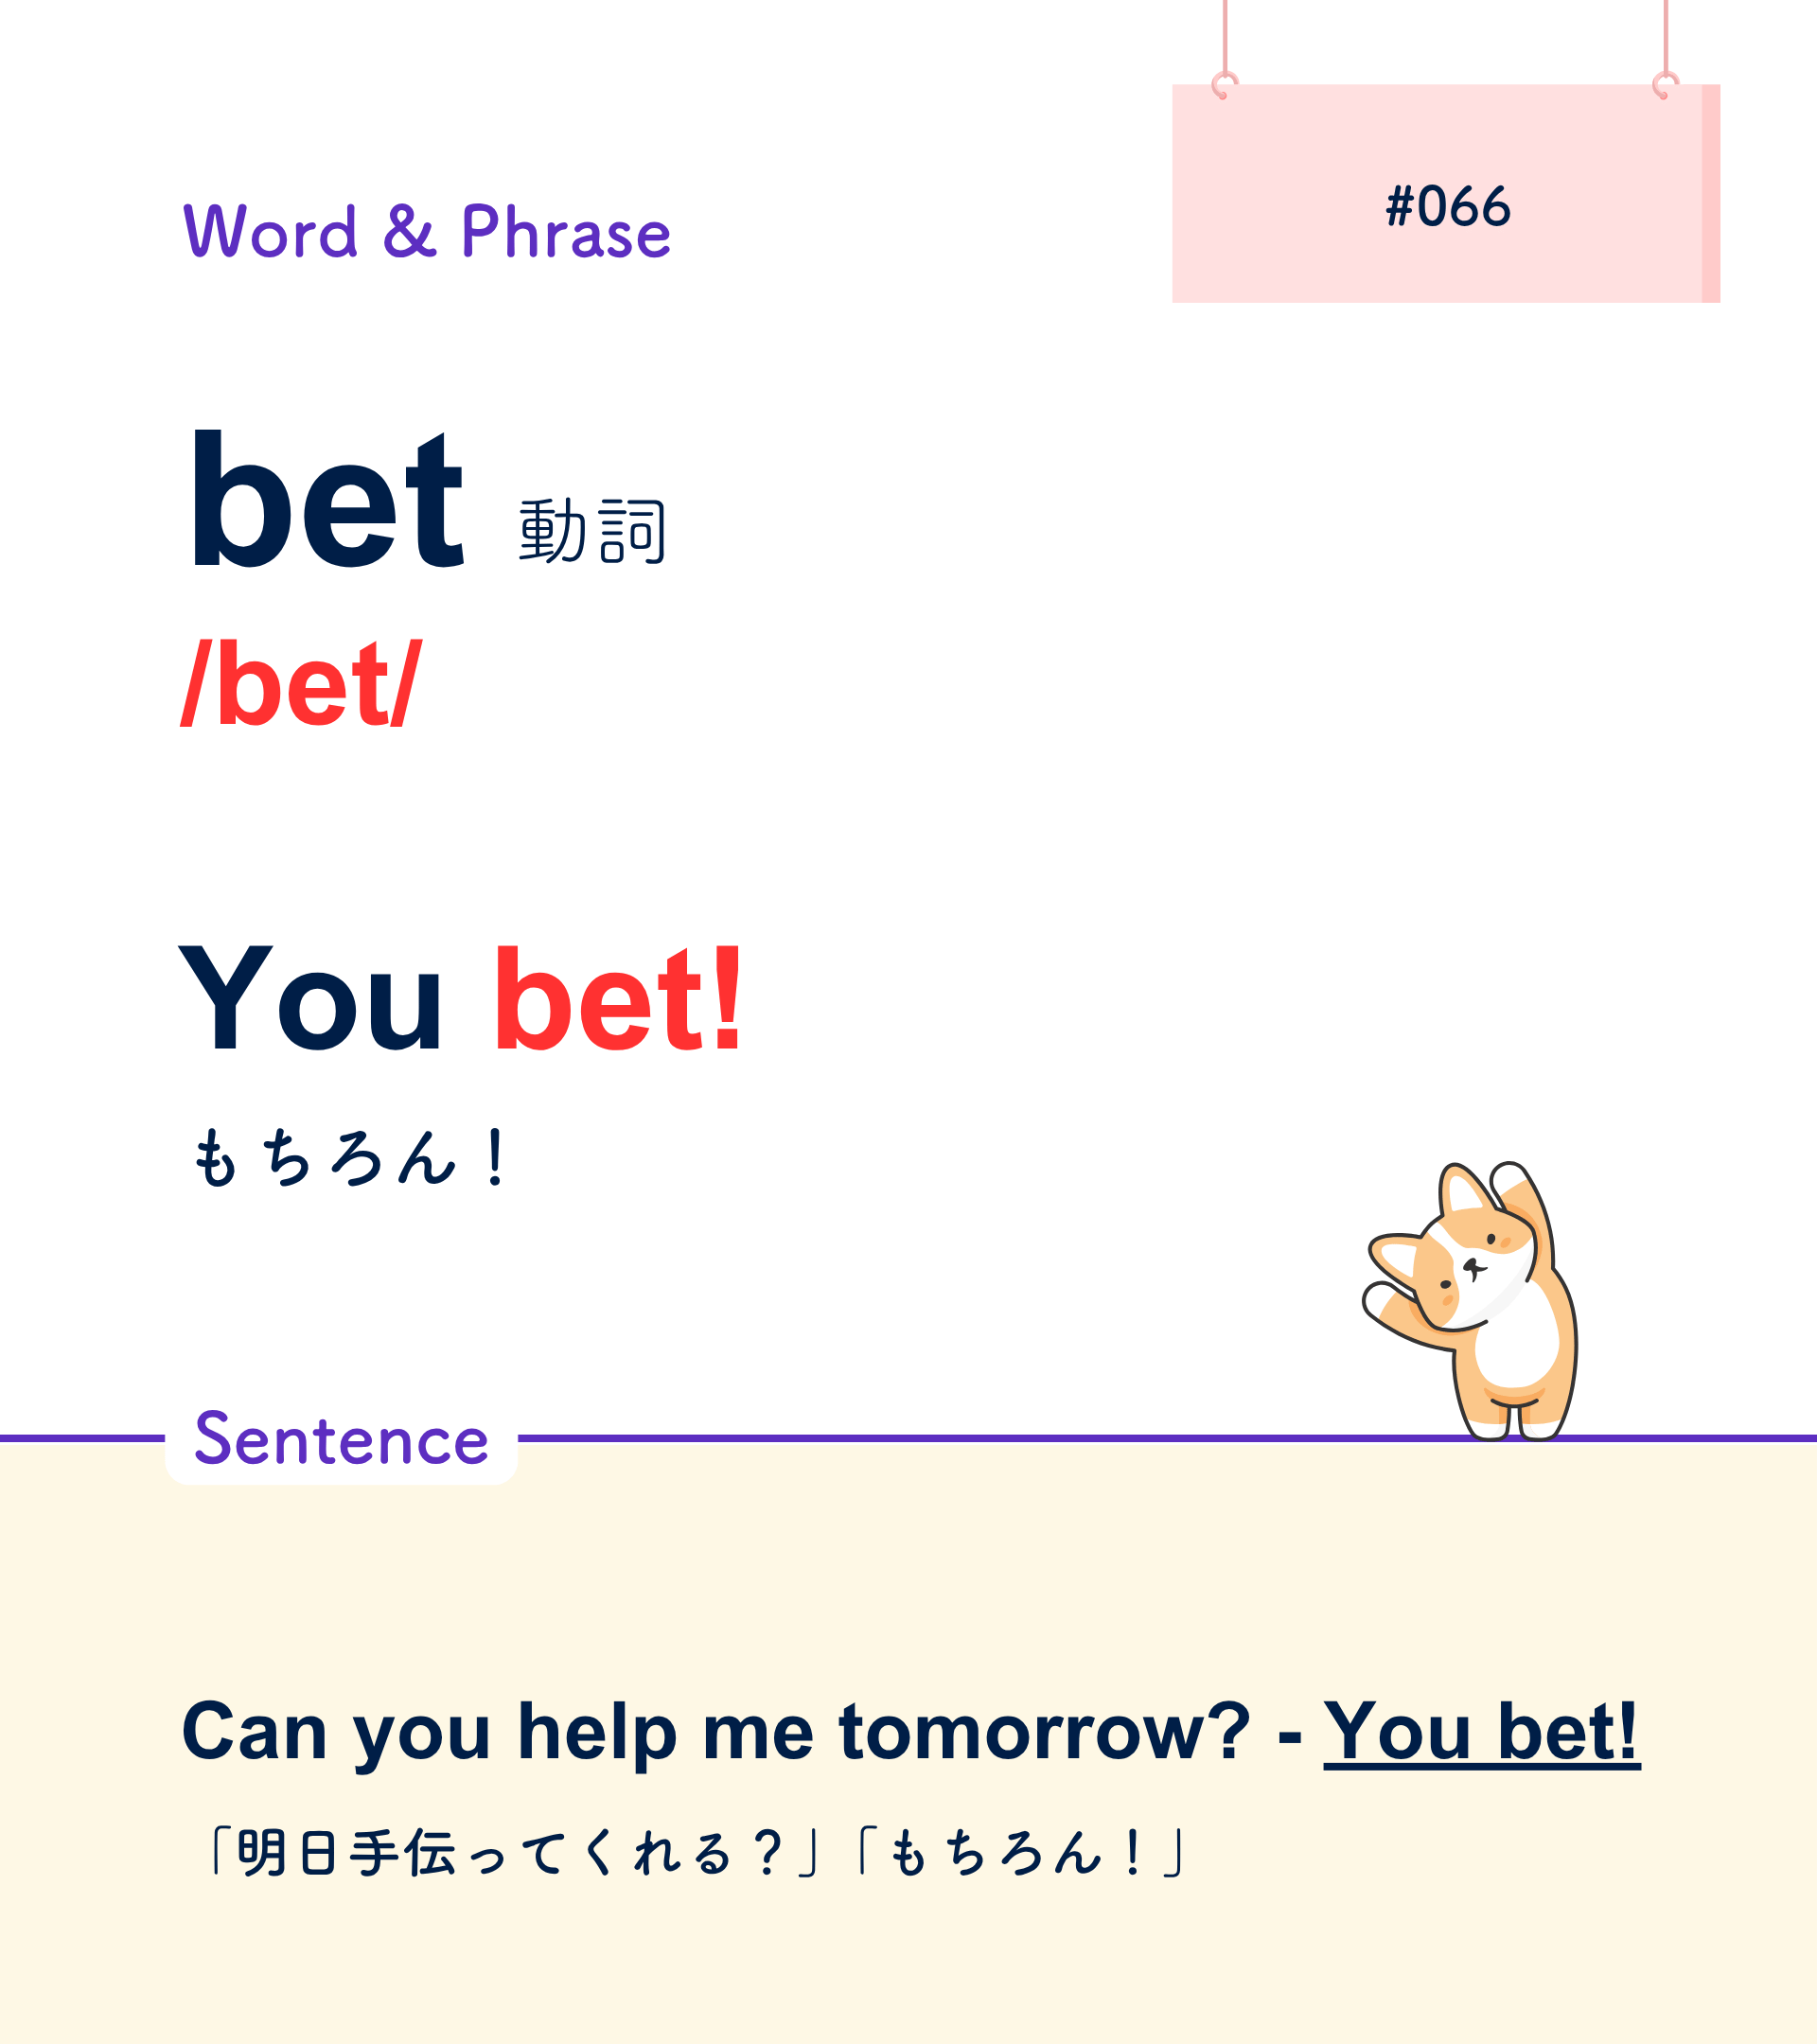 #066
Word & Phrase
bet 動詞
/bet/
You bet!
もちろん！
Sentence
Can you help me tomorrow? - You bet!
「明日手伝ってくれる？」「もちろん！」